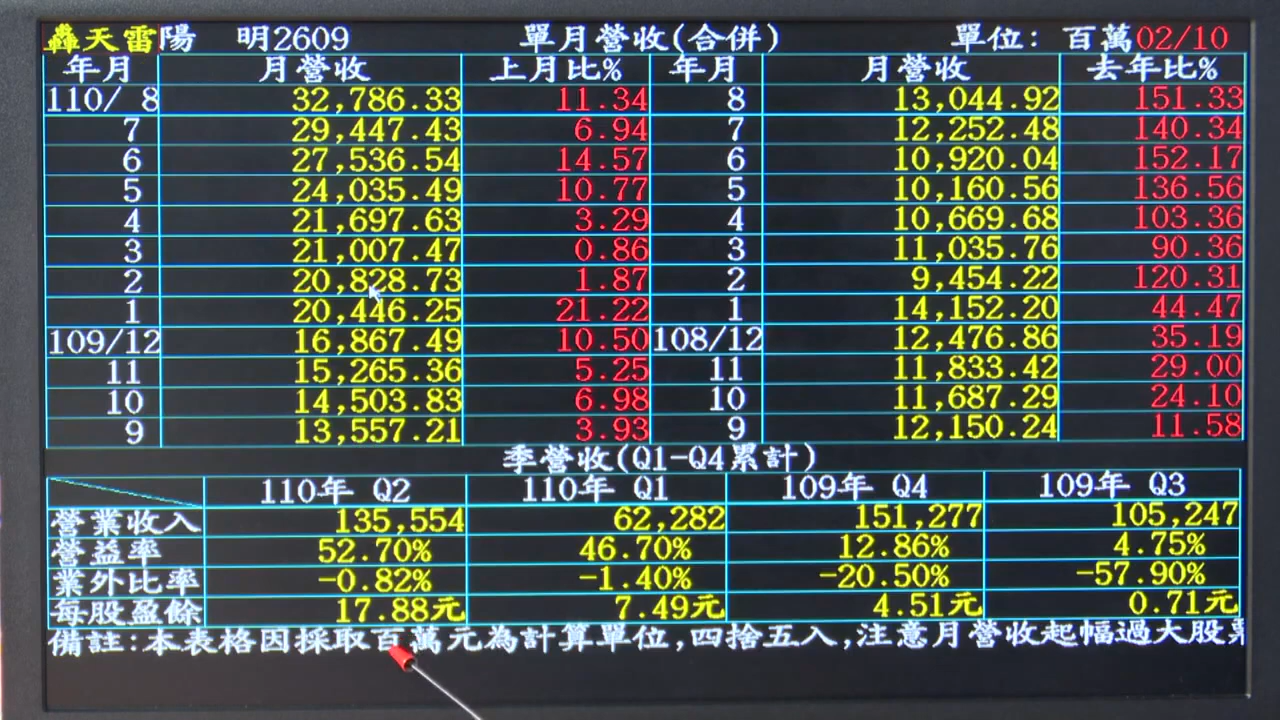 轟天雷陽 明2609 單月營收(合併) 單位: 百萬02/10
年月 月營收 上月比% 年月 月營收 去年比%
110/ 8 32,786.33 11.34 8 13,044.92 151.33
7 29,447.43 6.94 7 12,252.48 140.34
6 27,536.54 14.57 6 10,920.04 152.17
5 24,035.49 10.77 5 10,160.56 136.56
4 21,697.63 3.29 4 10,669.68 103.36
3 21,007.47 0.86 3 11,035.76 90.36
2 20,828.73 1.87 2 9,454.22 120.31
1 20,446.25 21.22 1 14,152.20 44.47
109/12 16,867.49 10.50 108/12 12,476.86 35.19
11 15,265.36 5.25 11 11,833.42 29.00
10 14,503.83 6.98 10 11,687.29 24.10
9 13,557.21 3.93 9 12,150.24 11.58
季營收(Q1-Q4累計)
110年 Q2 110年 Q1 109年 Q4 109年 Q3
營業收入 135,554 62,282 151,277 105,247
營益率 52.70% 46.70% 12.86% 4.75%
業外比率 -0.82% -1.40% -20.50% -57.90%
每股盈餘 17.88元 7.49元 4.51元 0.71元
備註:本表格因採取百萬元為計算單位,四捨五入,注意月營收起幅過大股票